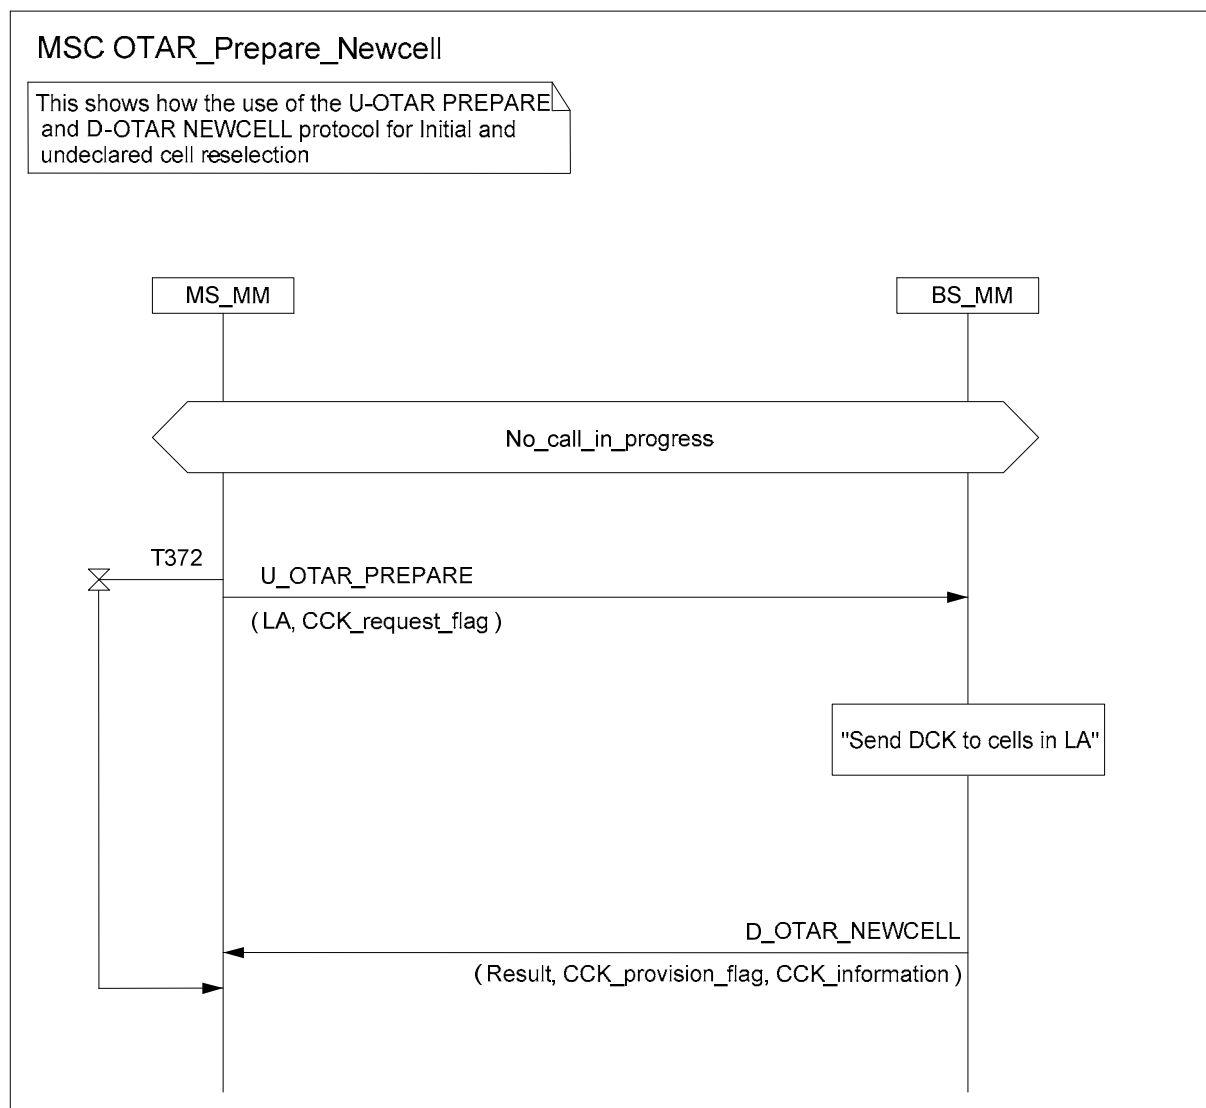 MSC OTAR_Prepare_Newcell
This shows how the use of the U-OTAR PREPARE
and D-OTAR NEWCELL protocol for Initial and
undeclared cell reselection
MS_MM
BS_MM
No_call_in_progress
T372
U_OTAR_PREPARE
(LA, CCK_request_flag)
"Send DCK to cells in LA"
D_OTAR_NEWCELL
(Result, CCK_provision_flag, CCK_information)